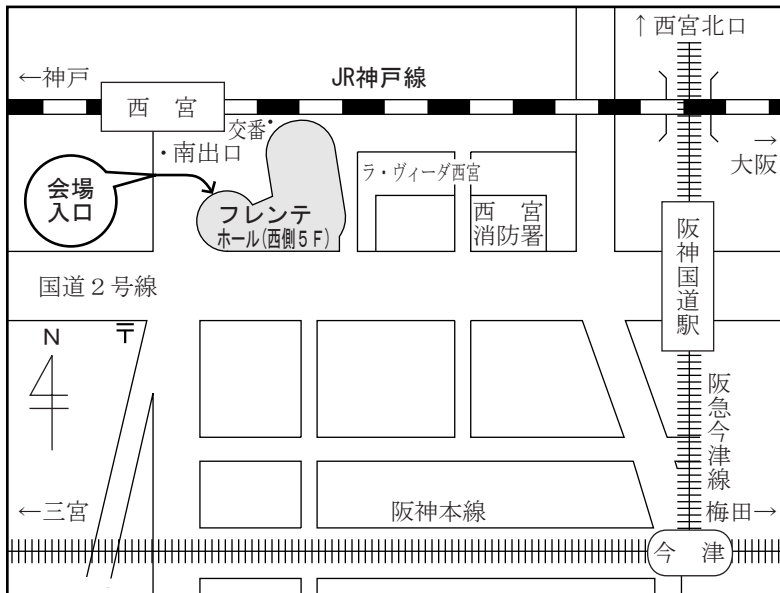 ↑西宮北口
←神戸
JR神戸線
西宮
交番
・南出口
→
大阪
会場
入口
ラ・ヴィーダ西宮
フレンテ
ホール(西側5F)
西宮
消防署
阪神国道駅
国道2号線
N
〒
阪急今津線
←三宮
阪神本線
梅田→
今津